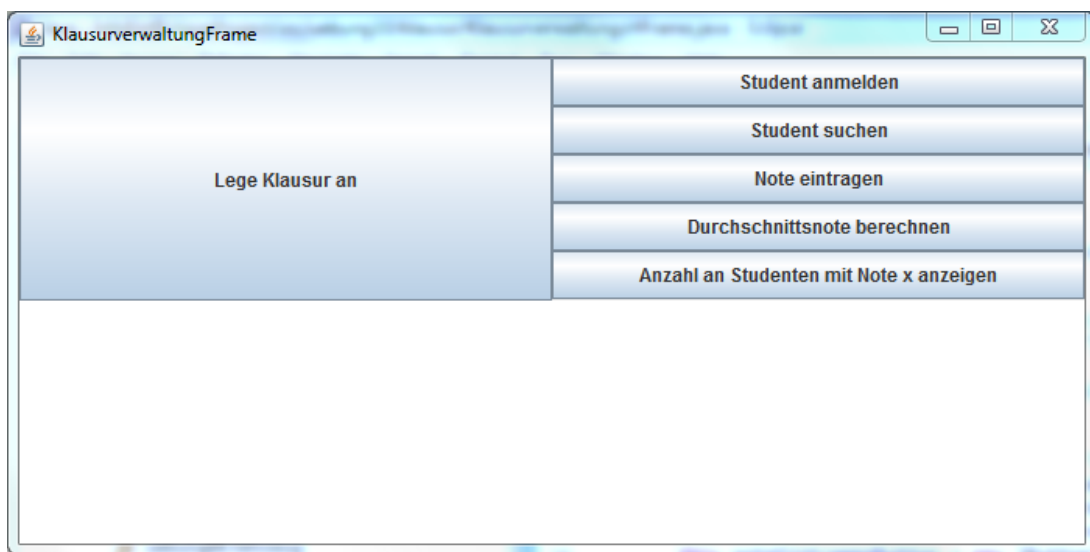 KlausurverwaltungFrame
Lege Klausur an
Student anmelden
Student suchen
Note eintragen
Durchschnittsnote berechnen
Anzahl an Studenten mit Note x anzeigen